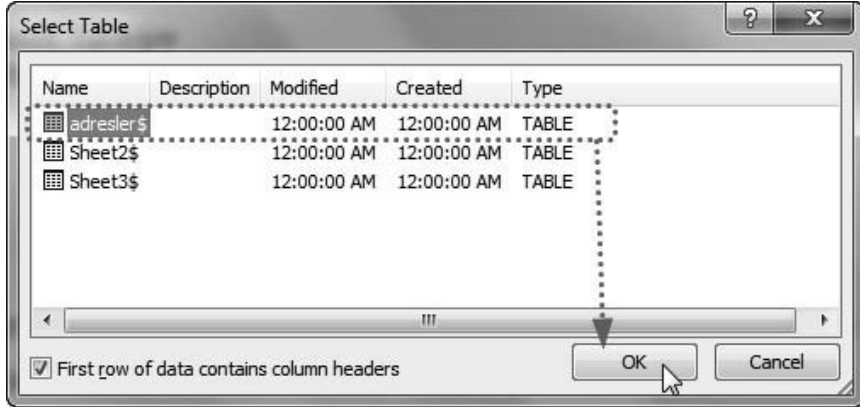 Select Table
Name Description Modified Created Type
adresler$ 12:00:00 AM 12:00:00 AM TABLE
Sheet2$ 12:00:00 AM 12:00:00 AM TABLE
Sheet3$ 12:00:00 AM 12:00:00 AM TABLE
First row of data contains column headers
OK Cancel